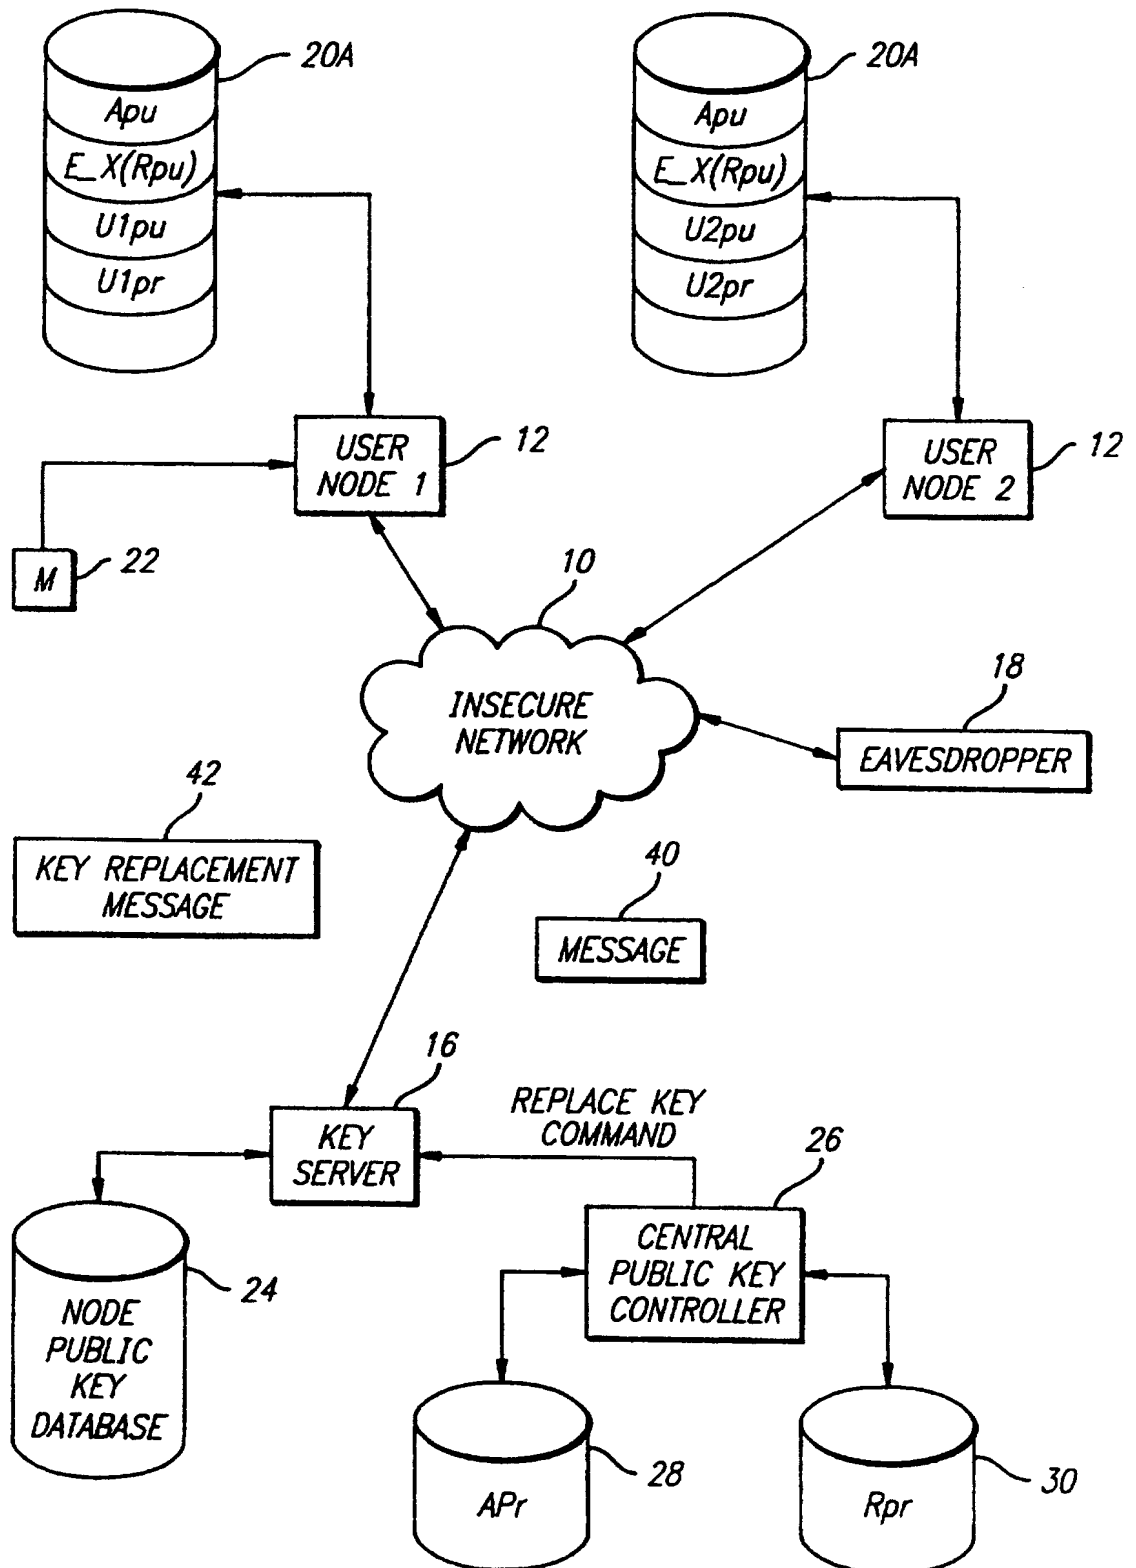 20A
Apu
E_X(Rpu)
U1pu
U1pr
20A
Apu
E_X(Rpu)
U2pu
U2pr
USER
NODE 1
12
USER
NODE 2
12
M
22
10
INSECURE
NETWORK
18
EAVESDROPPER
42
KEY REPLACEMENT
MESSAGE
40
MESSAGE
16
KEY
SERVER
REPLACE KEY
COMMAND
26
CENTRAL
PUBLIC KEY
CONTROLLER
24
NODE
PUBLIC
KEY
DATABASE
28
APr
30
Rpr